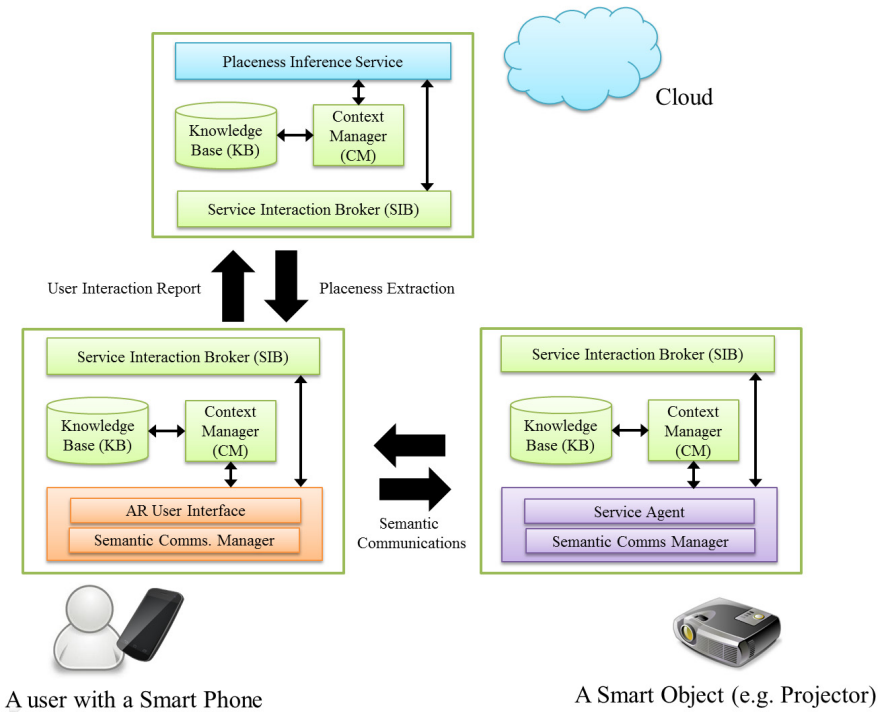 Placeness Inference Service
Cloud
Knowledge
Base (KB)
Context
Manager
(CM)
Service Interaction Broker (SIB)
User Interaction Report
Placeness Extraction
Service Interaction Broker (SIB)
Knowledge
Base (KB)
Context
Manager
(CM)
AR User Interface
Semantic Comms. Manager
Semantic
Communications
Service Interaction Broker (SIB)
Knowledge
Base (KB)
Context
Manager
(CM)
Service Agent
Semantic Comms Manager
A user with a Smart Phone
A Smart Object (e.g. Projector)